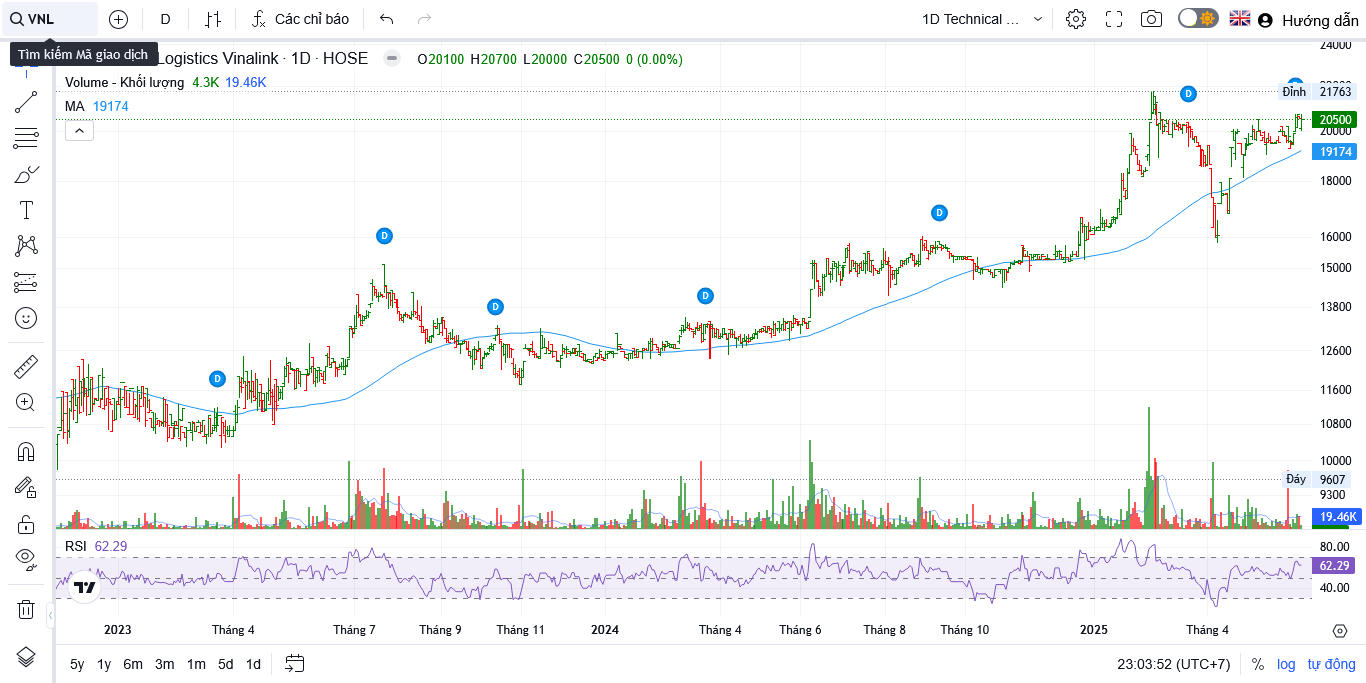 VNL
D
Các chỉ báo
1D Technical ...
Hướng dẫn
Tìm kiếm Mã giao dịch
Logistics Vinalink · 1D · HOSE
O20100 H20700 L20000 C20500 0 (0.00%)
Volume - Khối lượng 4.3K 19.46K
MA 19174
24000
Đỉnh 21763
20500
20000
19174
18000
16000
15000
13800
12600
11600
10800
10000
Đáy 9607
9300
19.46K
D
D
D
D
D
D
RSI 62.29
80.00
62.29
40.00
2023 Tháng 4 Tháng 7 Tháng 9 Tháng 11 2024 Tháng 4 Tháng 6 Tháng 8 Tháng 10 2025 Tháng 4
5y 1y 6m 3m 1m 5d 1d
23:03:52 (UTC+7) % log tự động